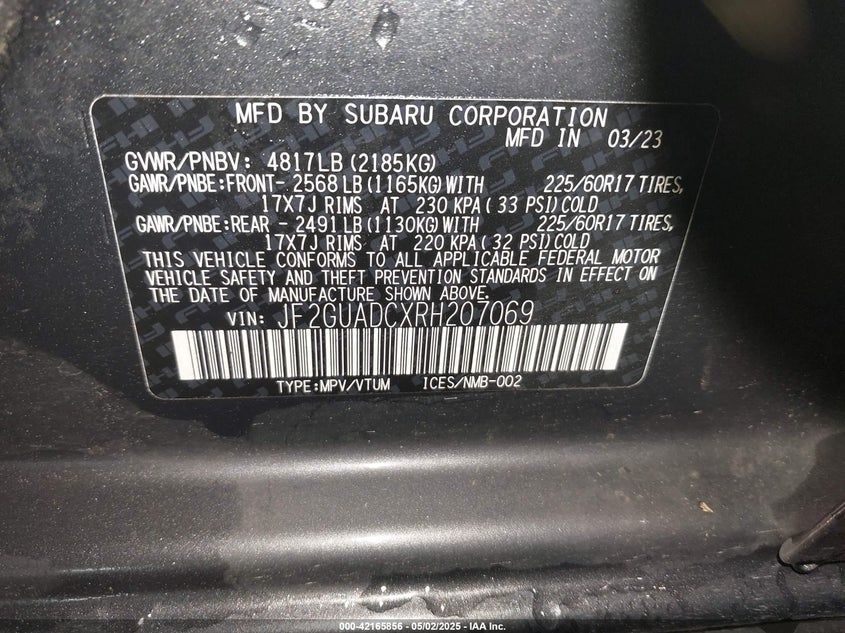 MFD BY SUBARU CORPORATION
MFD IN 03/23
GVWR/PNBV: 4817LB (2185KG)
GAWR/PNBE:FRONT- 2568 LB (1165KG) WITH 225/60R17 TIRES,
17X7J RIMS AT 230 KPA ( 33 PSI) COLD
GAWR/PNBE:REAR - 2491 LB (1130KG) WITH 225/60R17 TIRES,
17X7J RIMS AT 220 KPA ( 32 PSI) COLD
THIS VEHICLE CONFORMS TO ALL APPLICABLE FEDERAL MOTOR
VEHICLE SAFETY AND THEFT PREVENTION STANDARDS IN EFFECT ON
THE DATE OF MANUFACTURE SHOWN ABOVE.
VIN: JF2GUADCXRH207069
TYPE:MPV/VTUM ICES/NMB-002
000-42165856 - 05/02/2025 - IAA Inc.